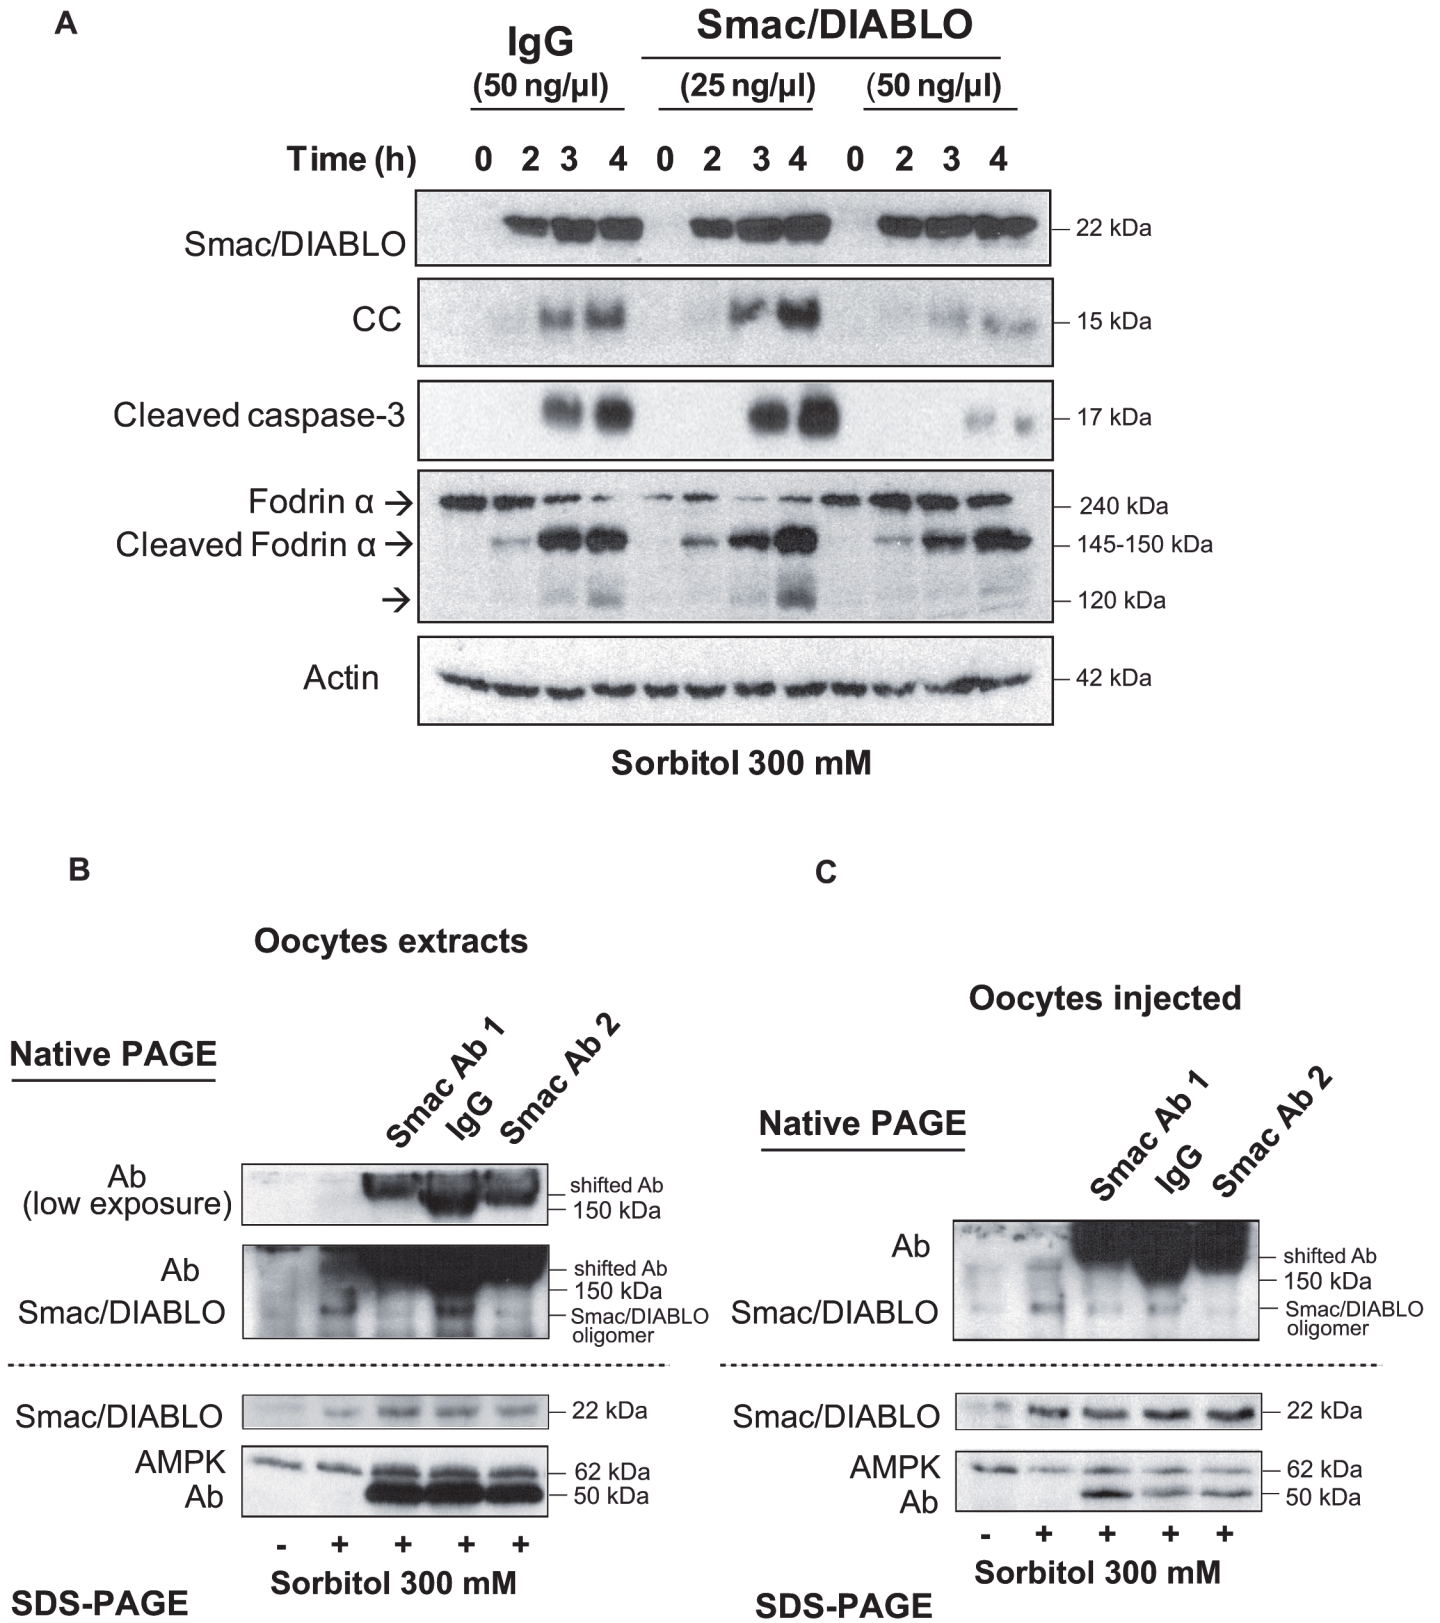 A
IgG
Smac/DIABLO
(50 ng/µl)
(25 ng/µl)
(50 ng/µl)
Time (h)
0 2 3 4 0 2 3 4 0 2 3 4
Smac/DIABLO
22 kDa
CC
15 kDa
Cleaved caspase-3
17 kDa
Fodrin α →
240 kDa
Cleaved Fodrin α →
145-150 kDa
→
120 kDa
Actin
42 kDa
Sorbitol 300 mM
B
Oocytes extracts
Native PAGE
Smac Ab 1
IgG
Smac Ab 2
Ab
(low exposure)
shifted Ab
150 kDa
Ab
shifted Ab
150 kDa
Smac/DIABLO
Smac/DIABLO
oligomer
Smac/DIABLO
22 kDa
AMPK
62 kDa
Ab
50 kDa
- + + + +
Sorbitol 300 mM
SDS-PAGE
C
Oocytes injected
Native PAGE
Smac Ab 1
IgG
Smac Ab 2
Ab
shifted Ab
150 kDa
Smac/DIABLO
Smac/DIABLO
oligomer
Smac/DIABLO
22 kDa
AMPK
62 kDa
Ab
50 kDa
- + + + +
Sorbitol 300 mM
SDS-PAGE